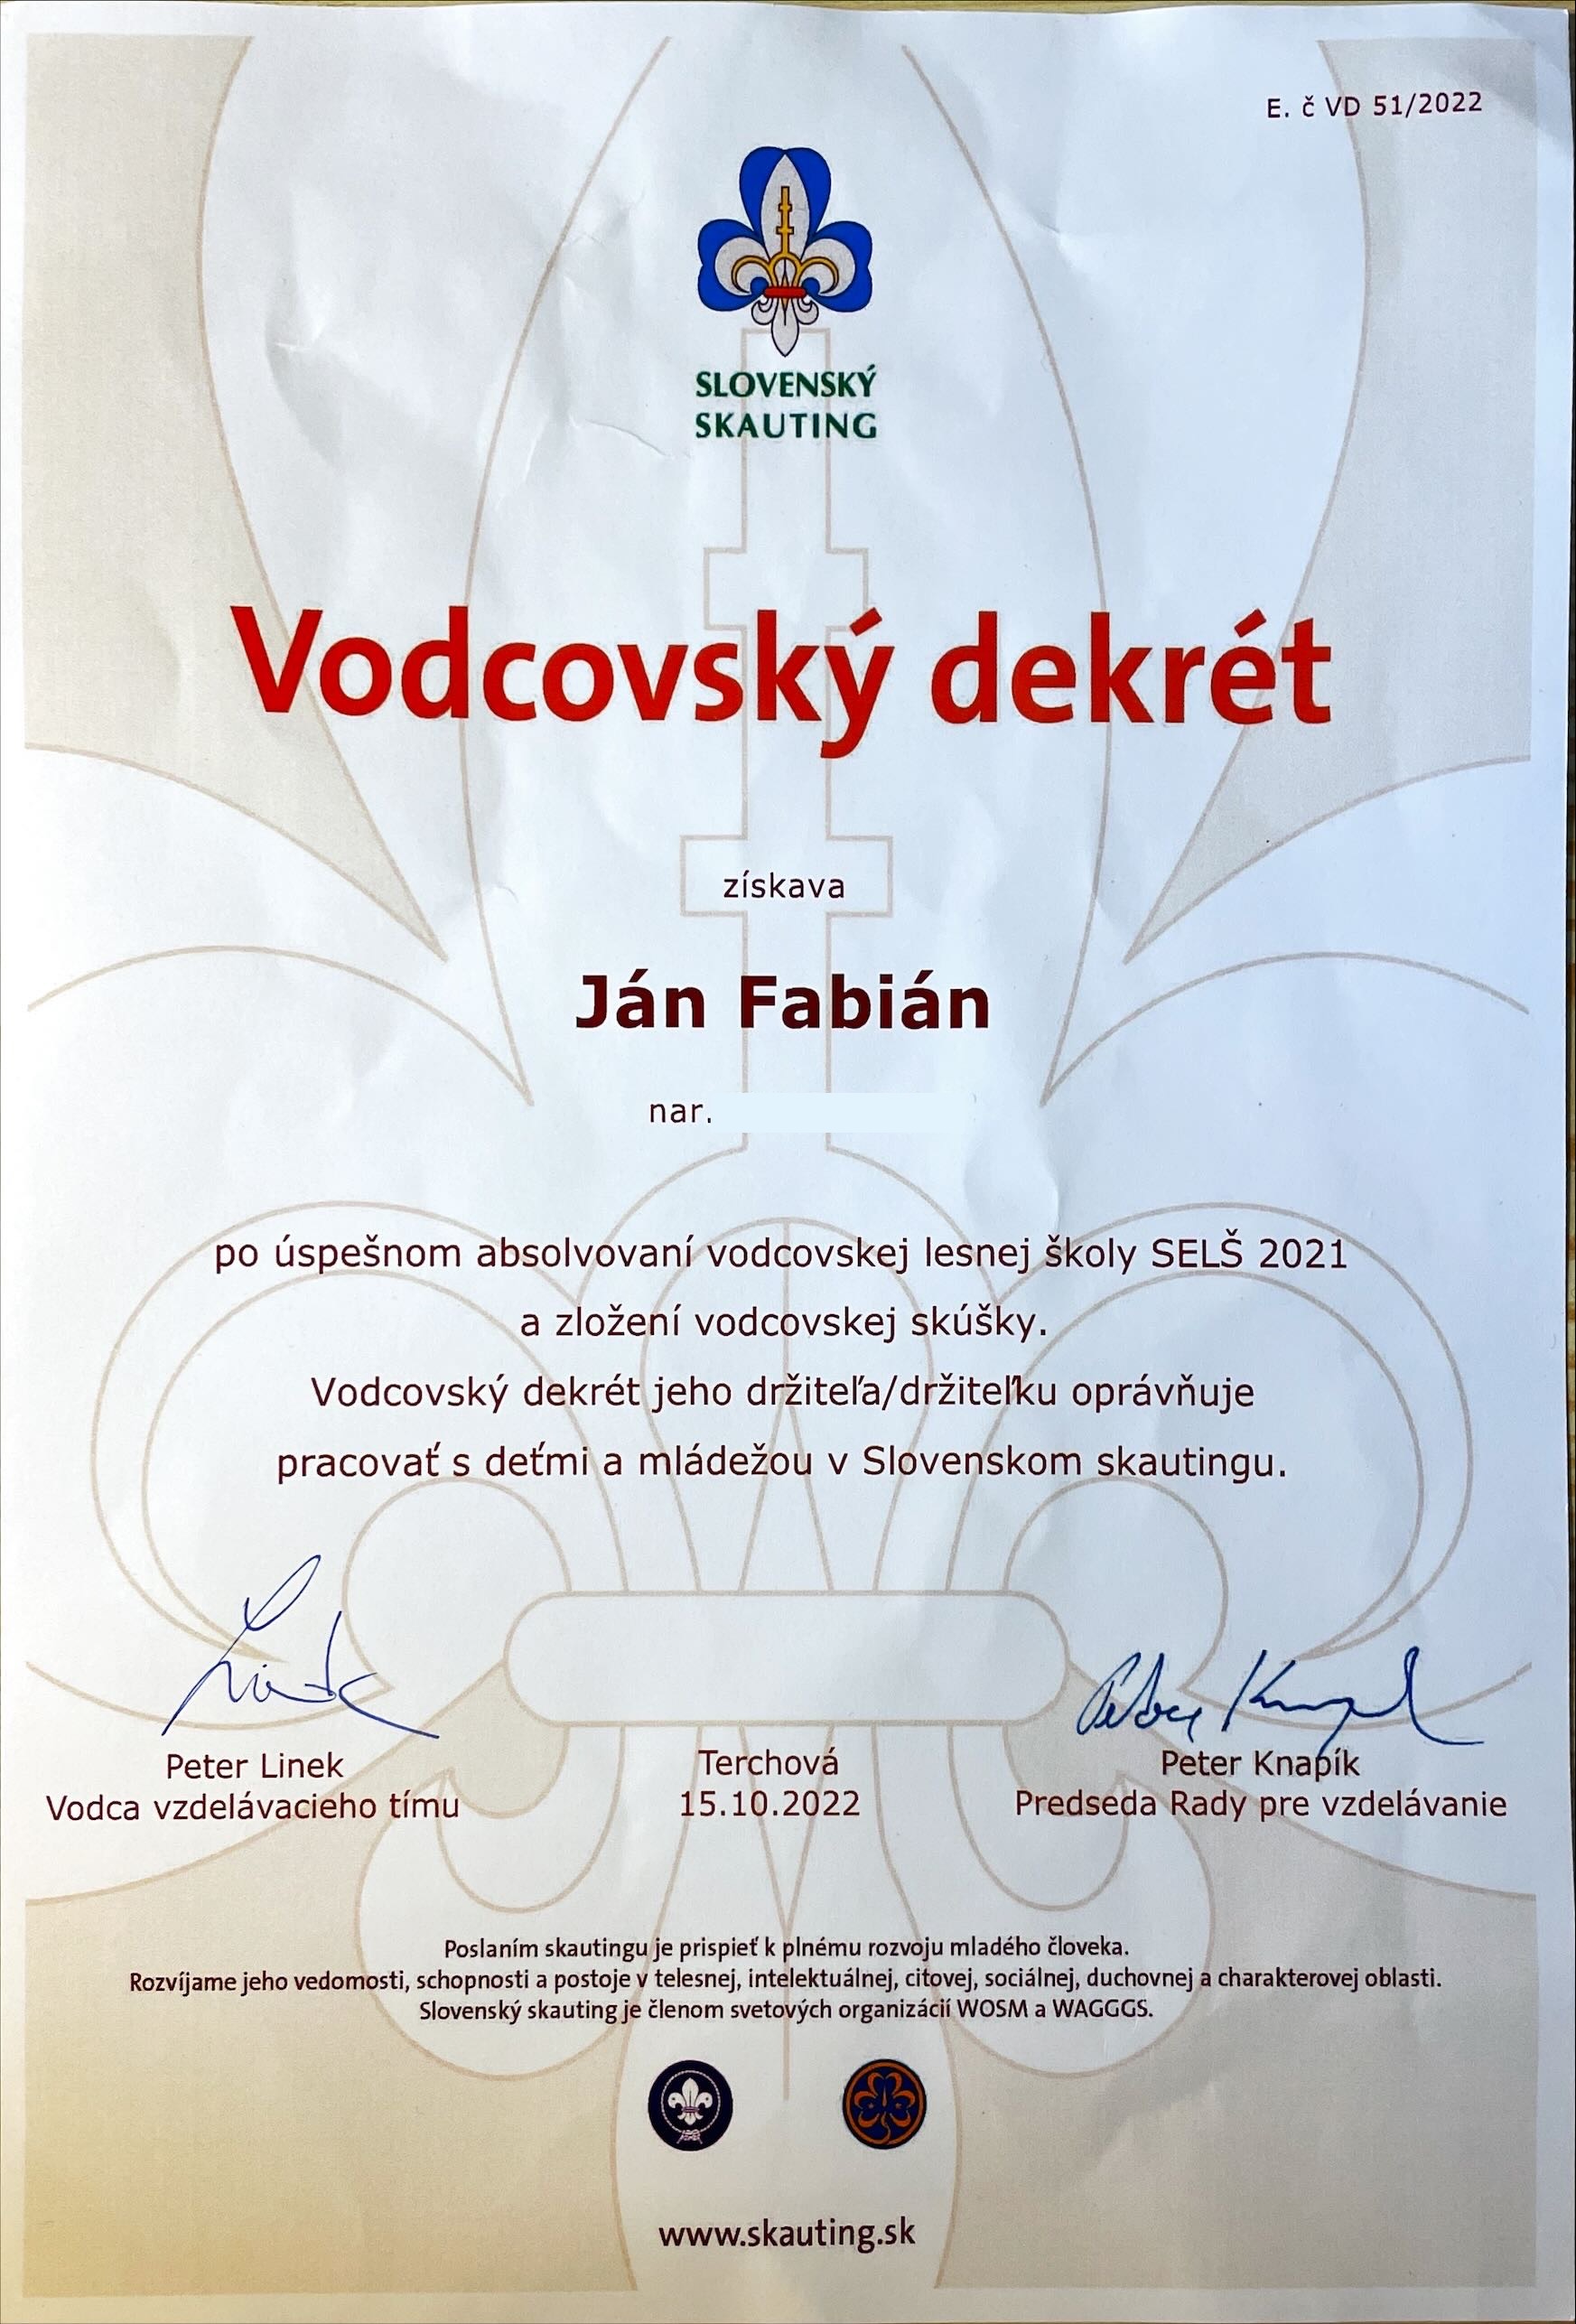 E. č VD 51/2022
SLOVENSKÝ
SKAUTING
Vodcovský dekrét
získava
Ján Fabián
nar.
po úspešnom absolvovaní vodcovskej lesnej školy SELŠ 2021
a zložení vodcovskej skúšky.
Vodcovský dekrét jeho držiteľa/držiteľku oprávňuje
pracovať s deťmi a mládežou v Slovenskom skautingu.
Peter Linek
Vodca vzdelávacieho tímu
Terchová
15.10.2022
Peter Knapík
Predseda Rady pre vzdelávanie
Poslaním skautingu je prispieť k plnému rozvoju mladého človeka.
Rozvíjame jeho vedomosti, schopnosti a postoje v telesnej, intelektuálnej, citovej, sociálnej, duchovnej a charakterovej oblasti.
Slovenský skauting je členom svetových organizácií WOSM a WAGGGS.
www.skauting.sk